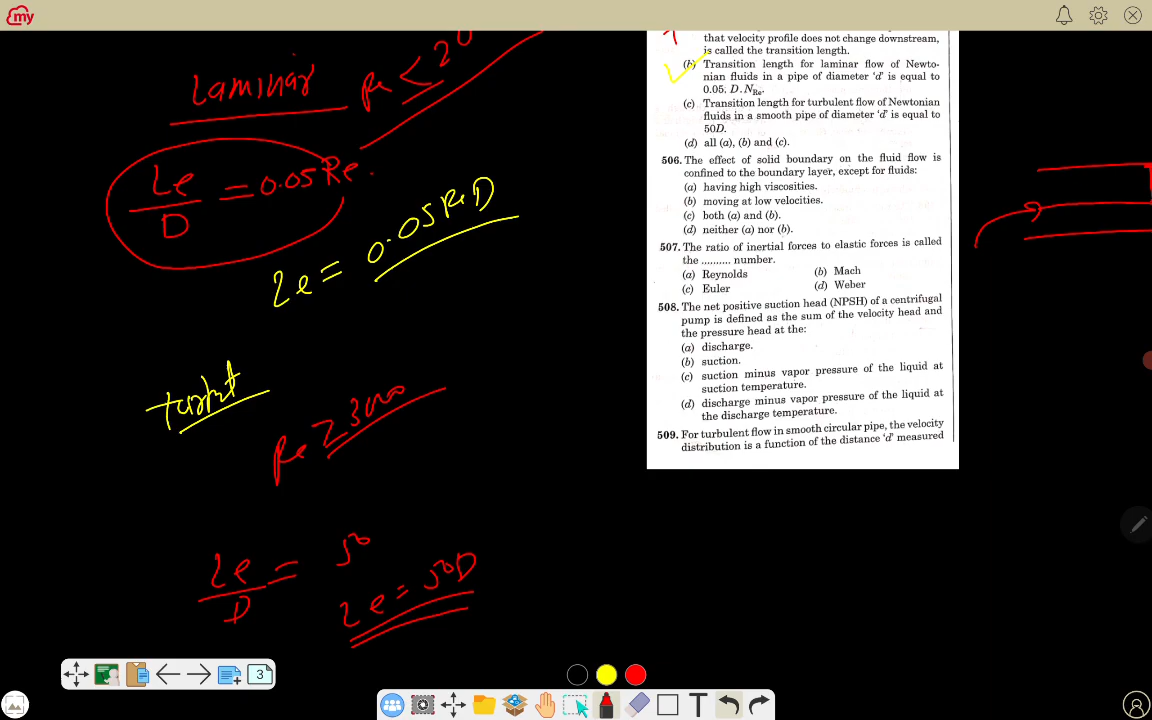 my
Laminar Re < 20
Le/D = 0.05 Re.
Le = 0.05 Re D
turbt
Re ≥ 3000
Le/D = 50
Le = 50D
that velocity profile does not change downstream,
is called the transition length.
(b) Transition length for laminar flow of Newto-
nian fluids in a pipe of diameter 'd' is equal to
0.05. D.NRe.
(c) Transition length for turbulent flow of Newtonian
fluids in a smooth pipe of diameter 'd' is equal to
50D.
(d) all (a), (b) and (c).
506. The effect of solid boundary on the fluid flow is
confined to the boundary layer, except for fluids:
(a) having high viscosities.
(b) moving at low velocities.
(c) both (a) and (b).
(d) neither (a) nor (b).
507. The ratio of inertial forces to elastic forces is called
the .......... number.
(a) Reynolds (b) Mach
(c) Euler (d) Weber
508. The net positive suction head (NPSH) of a centrifugal
pump is defined as the sum of the velocity head and
the pressure head at the:
(a) discharge.
(b) suction.
(c) suction minus vapor pressure of the liquid at
suction temperature.
(d) discharge minus vapor pressure of the liquid at
the discharge temperature.
509. For turbulent flow in smooth circular pipe, the velocity
distribution is a function of the distance 'd' measured
3
T